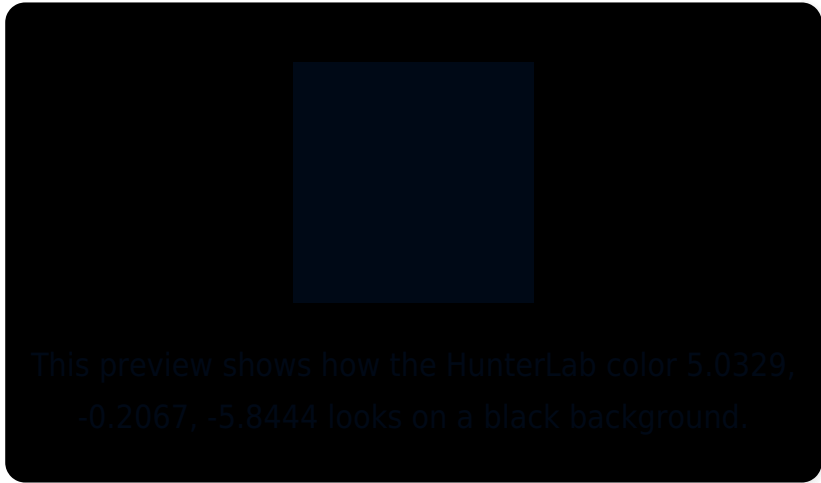 This preview shows how the HunterLab color 5.0329,
-0.2067, -5.8444 looks on a black background.